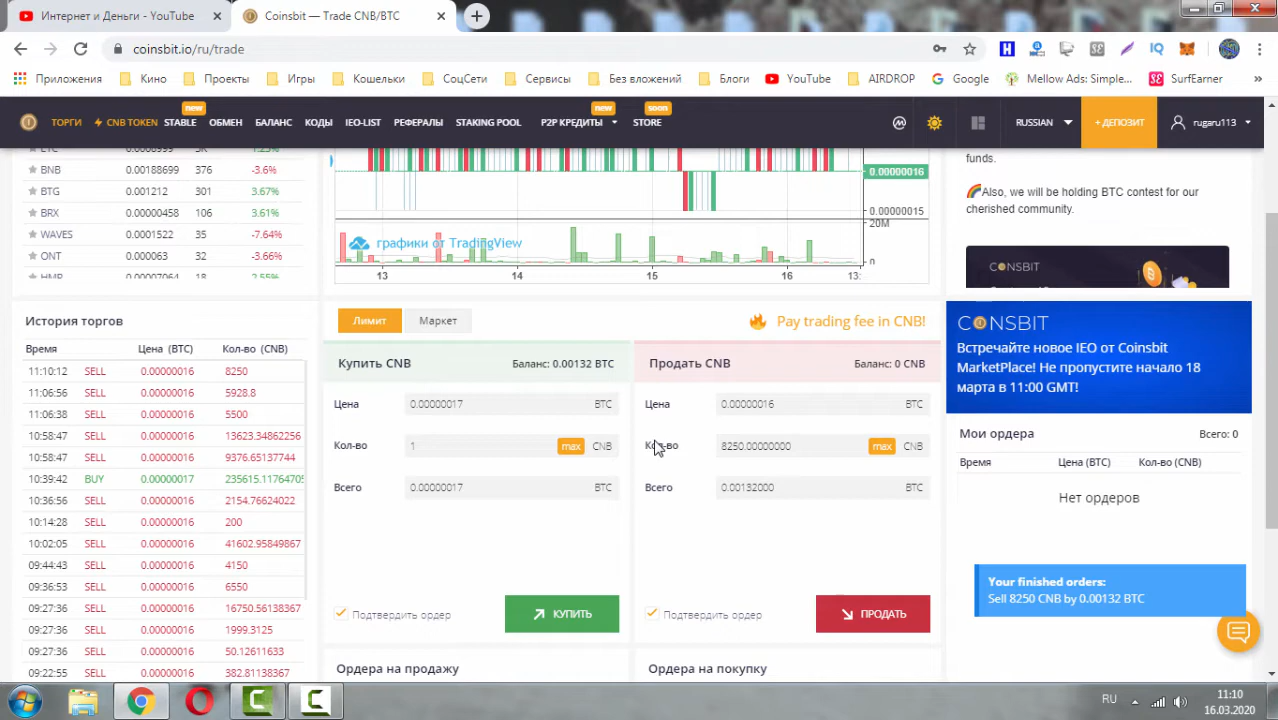 Интернет и Деньги - YouTube
Coinsbit — Trade CNB/BTC
coinsbit.io/ru/trade
Приложения
Кино
Проекты
Игры
Кошельки
СоцСети
Сервисы
Без вложений
Блоги
YouTube
AIRDROP
Google
Mellow Ads: Simple...
SurfEarner
new
new
soon
ТОРГИ
CNB TOKEN
STABLE
ОБМЕН
БАЛАНС
КОДЫ
IEO-LIST
РЕФЕРАЛЫ
STAKING POOL
P2P КРЕДИТЫ
STORE
RUSSIAN
+ ДЕПОЗИТ
rugaru113
ETC 0.0008999 3K 1.25%
BNB 0.00188699 376 -3.6%
BTG 0.001212 301 3.67%
BRX 0.00000458 106 3.61%
WAVES 0.0001522 35 -7.64%
ONT 0.000063 32 -3.66%
HMR 0.00007064 18 2.55%
0.00000016
0.00000015
20M
графики от TradingView
13 14 15 16 13:
funds.
🌈Also, we will be holding BTC contest for our
cherished community.
История торгов
Время Цена (BTC) Кол-во (CNB)
11:10:12 SELL 0.00000016 8250
11:06:56 SELL 0.00000016 5928.8
11:06:38 SELL 0.00000016 5500
10:58:47 SELL 0.00000016 13623.34862256
10:58:47 SELL 0.00000016 9376.65137744
10:39:42 BUY 0.00000017 235615.11764705
10:36:56 SELL 0.00000016 2154.76624022
10:14:28 SELL 0.00000016 200
10:02:05 SELL 0.00000016 41602.95849867
09:44:43 SELL 0.00000016 4150
09:36:53 SELL 0.00000016 6550
09:27:36 SELL 0.00000016 16750.56138367
09:27:36 SELL 0.00000016 1999.3125
09:27:36 SELL 0.00000016 50.12611633
09:22:55 SELL 0.00000016 382.81138367
Лимит
Маркет
Pay trading fee in CNB!
Купить CNB
Баланс: 0.00132 BTC
Цена 0.00000017 BTC
Кол-во 1 max CNB
Всего 0.00000017 BTC
Подтвердить ордер
КУПИТЬ
Продать CNB
Баланс: 0 CNB
Цена 0.00000016 BTC
Кол-во 8250.00000000 max CNB
Всего 0.00132000 BTC
Подтвердить ордер
ПРОДАТЬ
Ордера на продажу
Ордера на покупку
COINSBIT
COINSBIT
Встречайте новое IEO от Coinsbit
MarketPlace! Не пропустите начало 18
марта в 11:00 GMT!
Мои ордера
Всего: 0
Время Цена (BTC) Кол-во (CNB)
Нет ордеров
Your finished orders:
Sell 8250 CNB by 0.00132 BTC
RU
11:10
16.03.2020